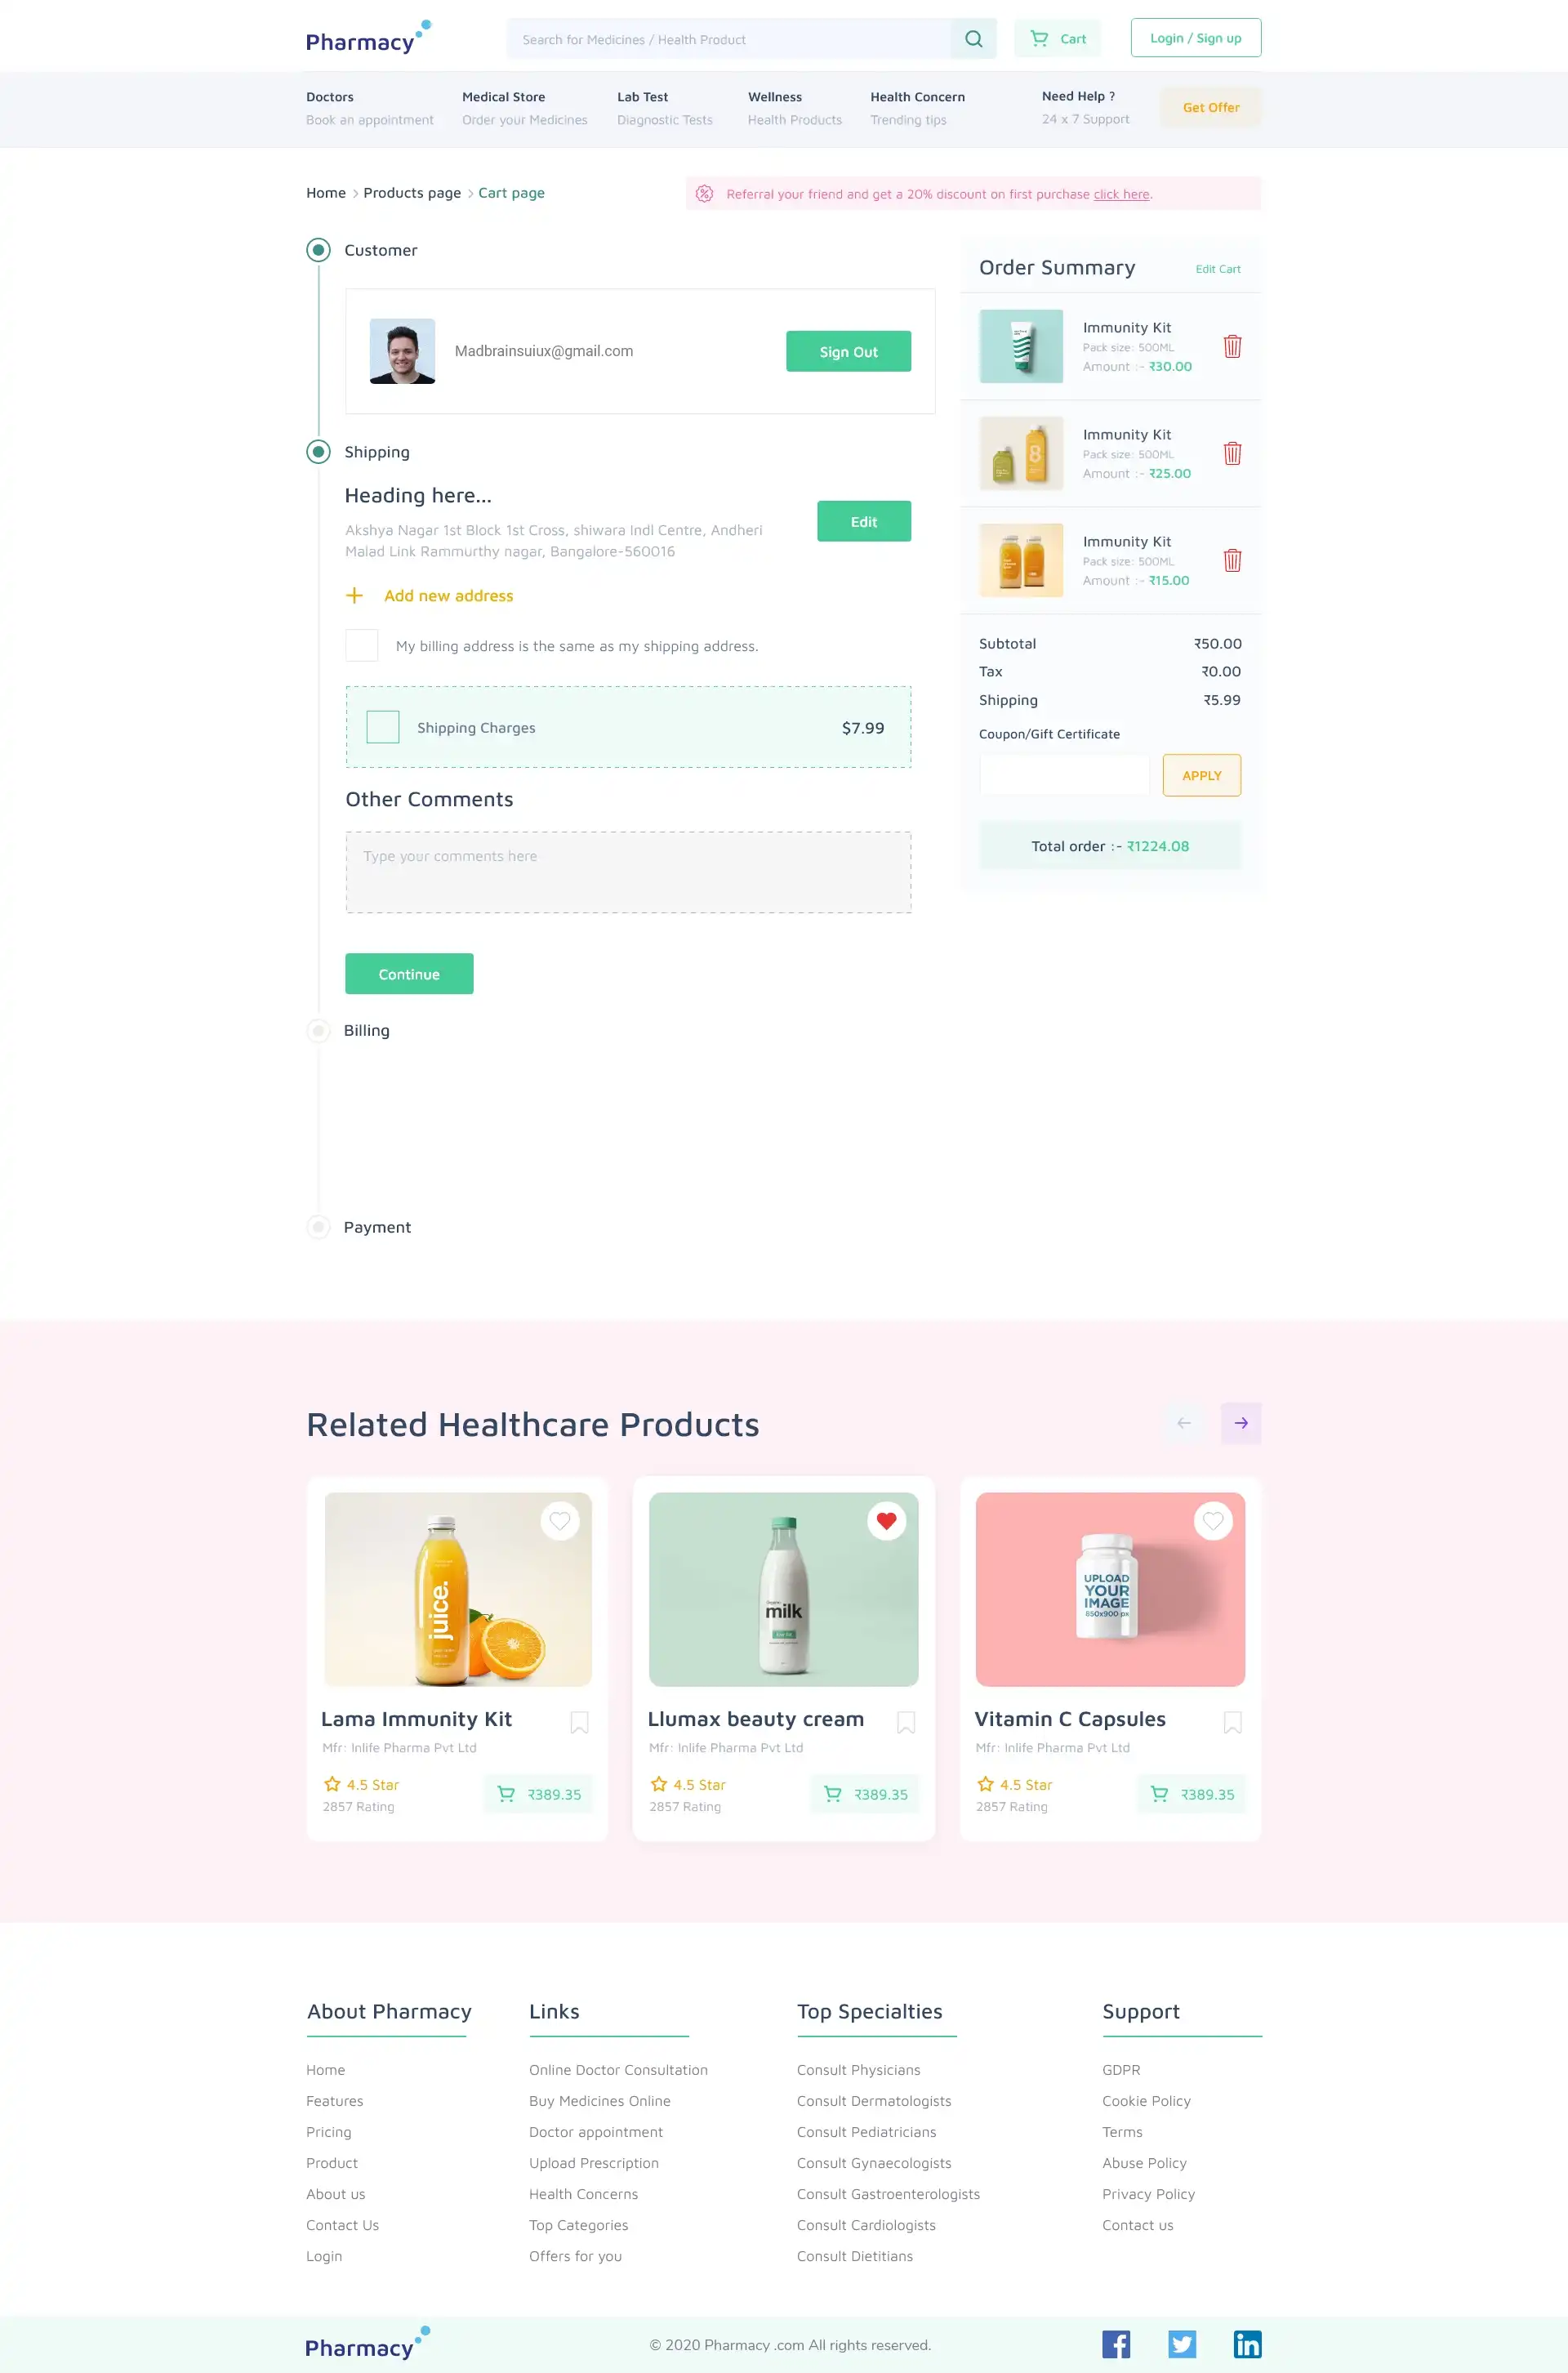 Pharmacy
Search for Medicines / Health Product
Cart
Login / Sign up
Doctors
Book an appointment
Medical Store
Order your Medicines
Lab Test
Diagnostic Tests
Wellness
Health Products
Health Concern
Trending tips
Need Help ?
24 x 7 Support
Get Offer
Home > Products page > Cart page
Referral your friend and get a 20% discount on first purchase click here.
Customer
Madbrainsuiux@gmail.com
Sign Out
Shipping
Heading here...
Akshya Nagar 1st Block 1st Cross, shiwara Indl Centre, Andheri
Malad Link Rammurthy nagar, Bangalore-560016
Edit
Add new address
My billing address is the same as my shipping address.
Shipping Charges
$7.99
Other Comments
Type your comments here
Continue
Billing
Payment
Order Summary
Edit Cart
Immunity Kit
Pack size: 500ML
Amount :- ₹30.00
8
Immunity Kit
Pack size: 500ML
Amount :- ₹25.00
Immunity Kit
Pack size: 500ML
Amount :- ₹15.00
Subtotal ₹50.00
Tax ₹0.00
Shipping ₹5.99
Coupon/Gift Certificate
APPLY
Total order :- ₹1224.08
Related Healthcare Products
juice.
Lama Immunity Kit
Mfr: Inlife Pharma Pvt Ltd
4.5 Star
2857 Rating
₹389.35
milk
Llumax beauty cream
Mfr: Inlife Pharma Pvt Ltd
4.5 Star
2857 Rating
₹389.35
UPLOAD
YOUR
IMAGE
850x900 px
Vitamin C Capsules
Mfr: Inlife Pharma Pvt Ltd
4.5 Star
2857 Rating
₹389.35
About Pharmacy
Home
Features
Pricing
Product
About us
Contact Us
Login
Links
Online Doctor Consultation
Buy Medicines Online
Doctor appointment
Upload Prescription
Health Concerns
Top Categories
Offers for you
Top Specialties
Consult Physicians
Consult Dermatologists
Consult Pediatricians
Consult Gynaecologists
Consult Gastroenterologists
Consult Cardiologists
Consult Dietitians
Support
GDPR
Cookie Policy
Terms
Abuse Policy
Privacy Policy
Contact us
Pharmacy
© 2020 Pharmacy .com All rights reserved.